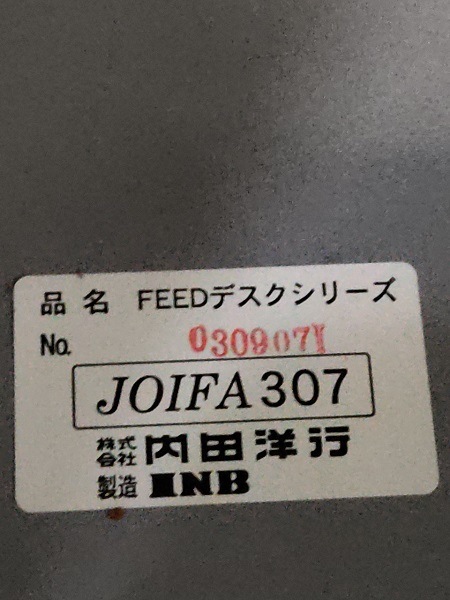 品名 FEEDデスクシリーズ
No. 030907Y
JOIFA 307
株式会社 内田洋行
製造 INB